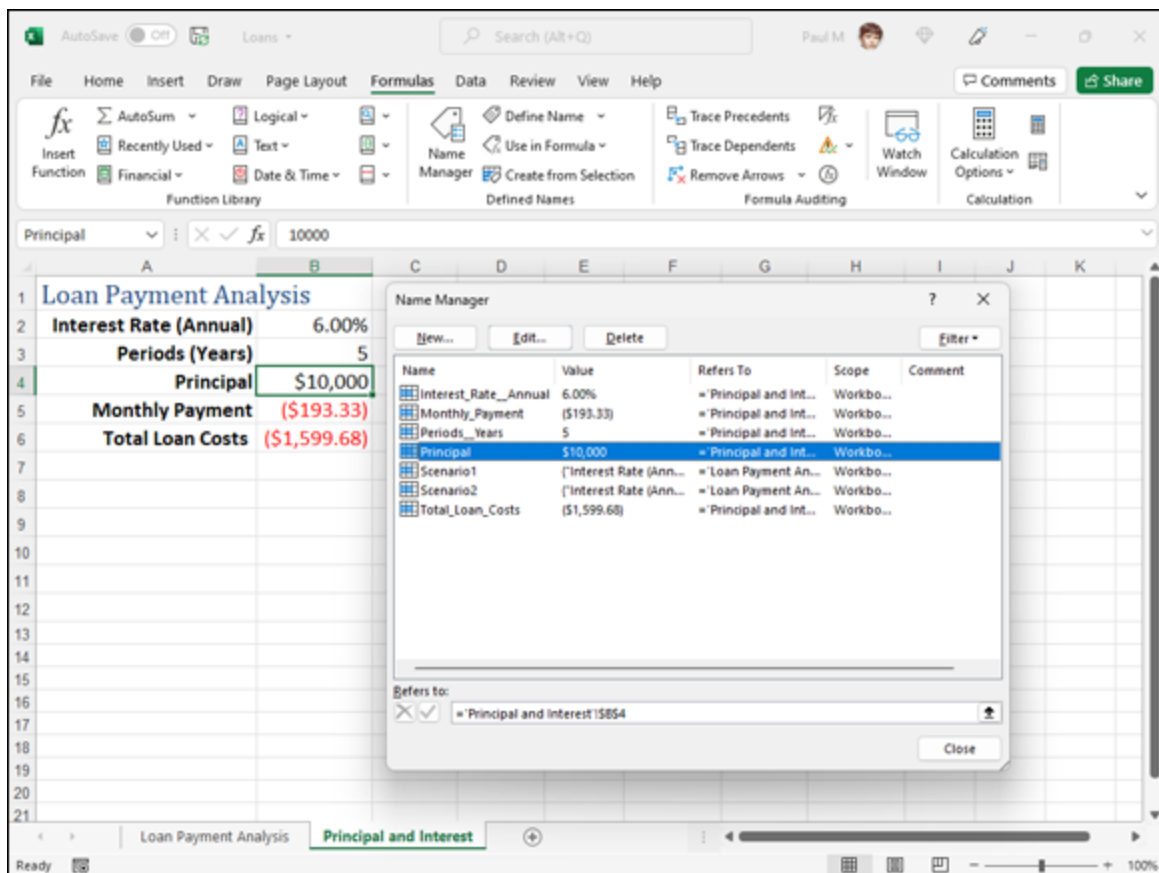 AutoSave Off Loans Search (Alt+Q) Paul M
File Home Insert Draw Page Layout Formulas Data Review View Help Comments Share
fx AutoSum Logical Define Name Trace Precedents fx
Recently Used Text Use in Formula Trace Dependents
Insert Function Financial Date & Time Name Manager Create from Selection Remove Arrows fx Watch Window Calculation Options
Function Library Defined Names Formula Auditing Calculation
Principal fx 10000
A B C D E F G H I J K
1 Loan Payment Analysis
2 Interest Rate (Annual) 6.00%
3 Periods (Years) 5
4 Principal $10,000
5 Monthly Payment ($193.33)
6 Total Loan Costs ($1,599.68)
7
8
9
10
11
12
13
14
15
16
17
18
19
20
21
Name Manager ? X
New... Edit... Delete Filter
Name Value Refers To Scope Comment
Interest_Rate__Annual 6.00% ='Principal and Int... Workbo...
Monthly_Payment ($193.33) ='Principal and Int... Workbo...
Periods__Years 5 ='Principal and Int... Workbo...
Principal $10,000 ='Principal and Int... Workbo...
Scenario1 {"Interest Rate (Ann... ='Loan Payment An... Workbo...
Scenario2 {"Interest Rate (Ann... ='Loan Payment An... Workbo...
Total_Loan_Costs ($1,599.68) ='Principal and Int... Workbo...
Refers to:
='Principal and Interest'!$B$4
Close
Loan Payment Analysis Principal and Interest
Ready 100%